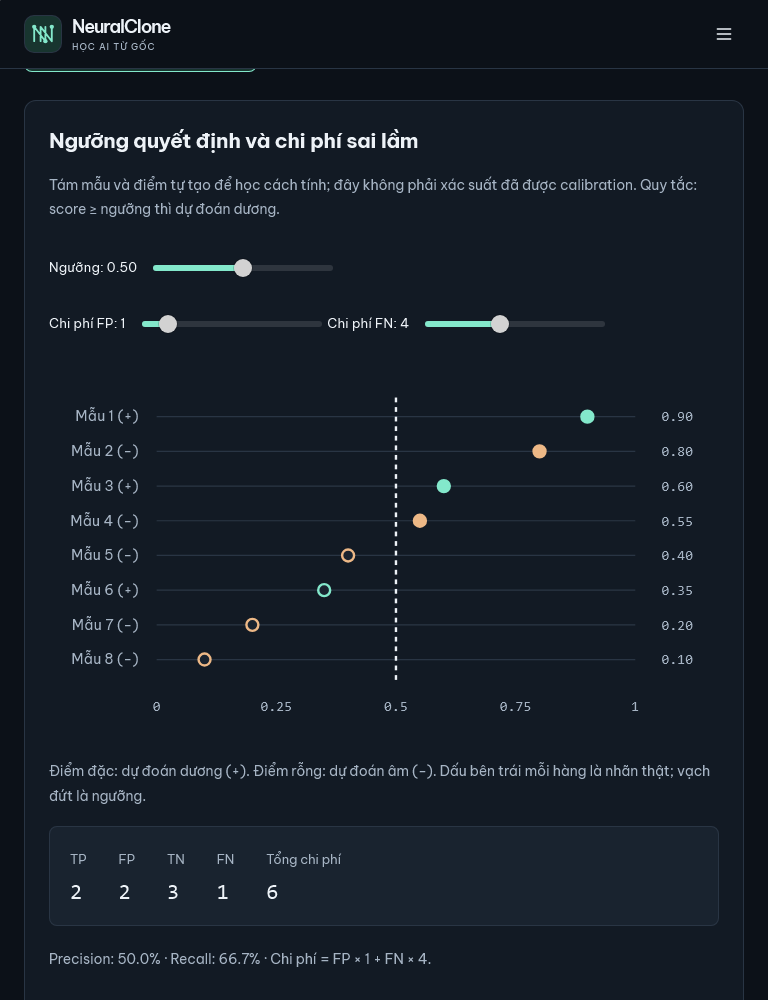 NeuralClone
HỌC AI TỪ GỐC
Ngưỡng quyết định và chi phí sai lầm
Tám mẫu và điểm tự tạo để học cách tính; đây không phải xác suất đã được calibration. Quy tắc:
score ≥ ngưỡng thì dự đoán dương.
Ngưỡng: 0.50
Chi phí FP: 1 Chi phí FN: 4
Mẫu 1 (+) 0.90
Mẫu 2 (−) 0.80
Mẫu 3 (+) 0.60
Mẫu 4 (−) 0.55
Mẫu 5 (−) 0.40
Mẫu 6 (+) 0.35
Mẫu 7 (−) 0.20
Mẫu 8 (−) 0.10
0 0.25 0.5 0.75 1
Điểm đặc: dự đoán dương (+). Điểm rỗng: dự đoán âm (−). Dấu bên trái mỗi hàng là nhãn thật; vạch
đứt là ngưỡng.
TP FP TN FN Tổng chi phí
2 2 3 1 6
Precision: 50.0% · Recall: 66.7% · Chi phí = FP × 1 + FN × 4.